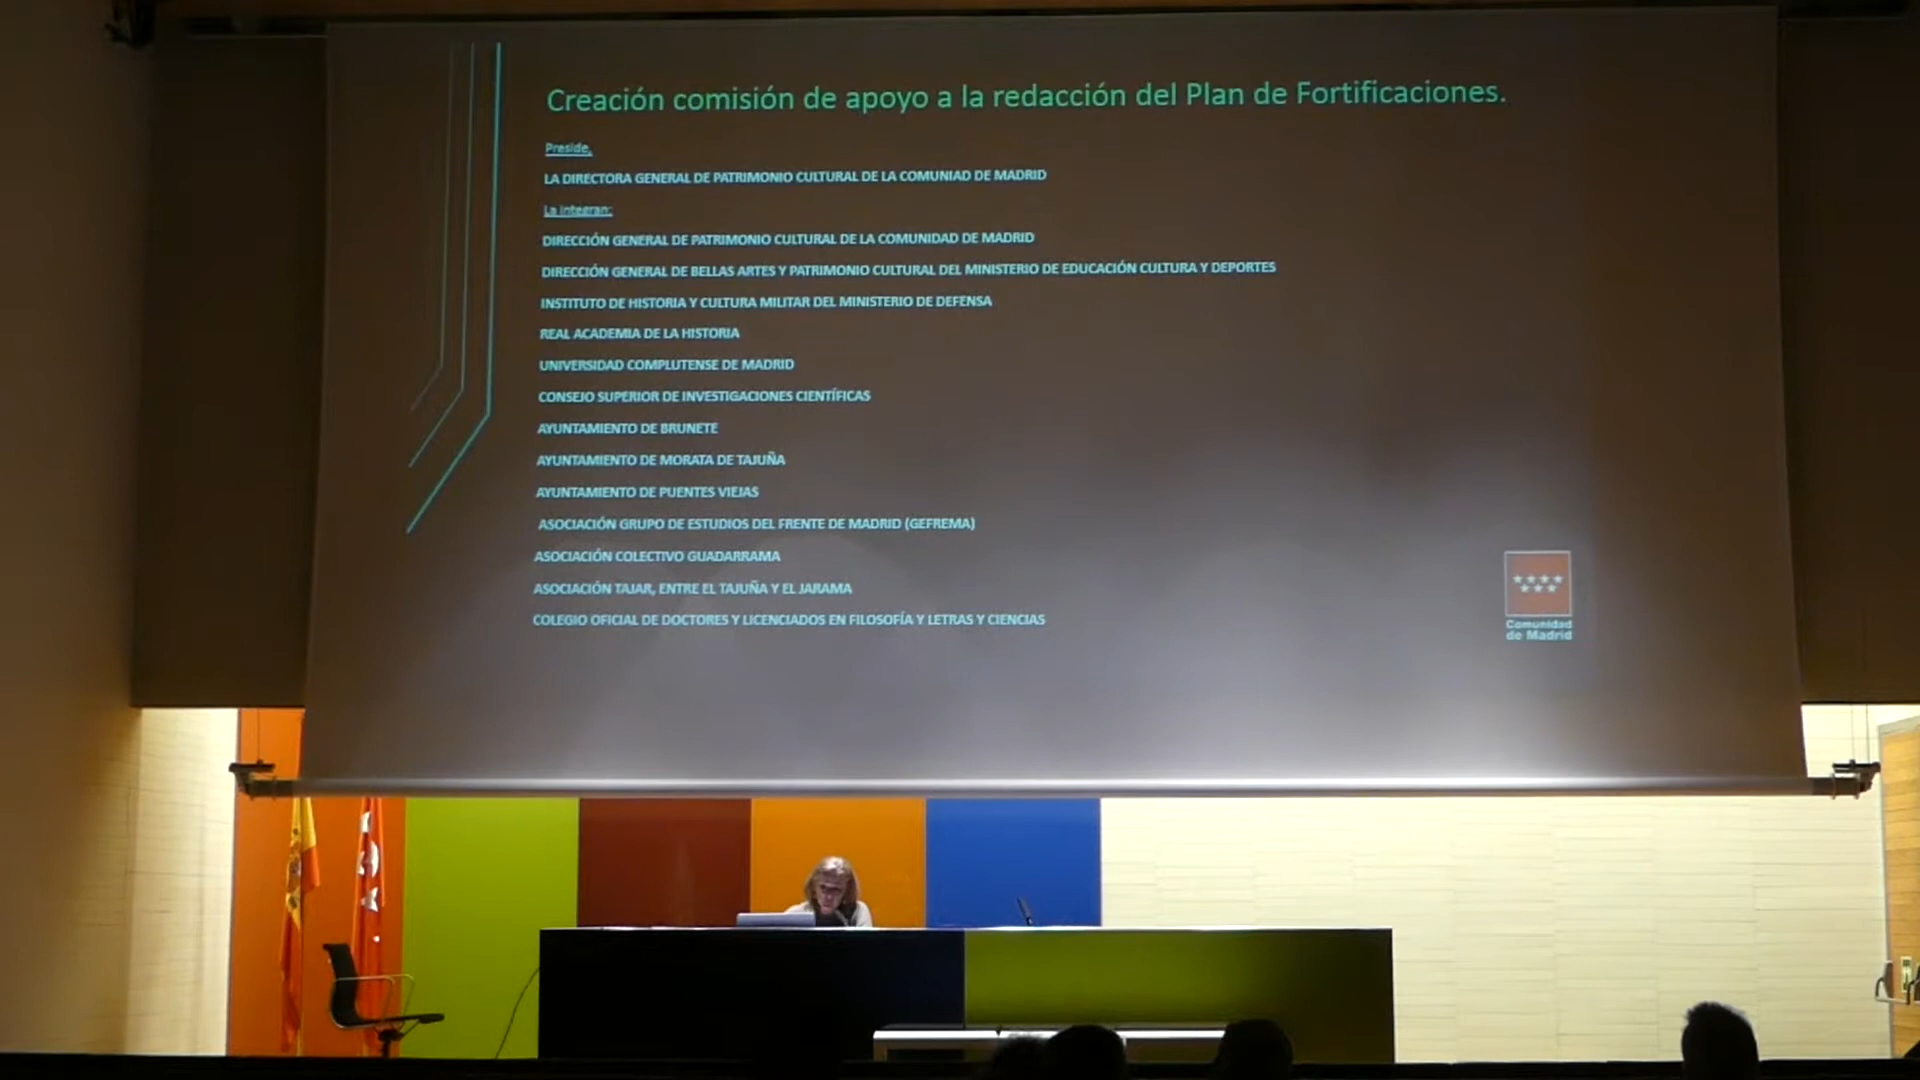 Creación comisión de apoyo a la redacción del Plan de Fortificaciones.
Preside,
LA DIRECTORA GENERAL DE PATRIMONIO CULTURAL DE LA COMUNIAD DE MADRID
La integran:
DIRECCIÓN GENERAL DE PATRIMONIO CULTURAL DE LA COMUNIDAD DE MADRID
DIRECCIÓN GENERAL DE BELLAS ARTES Y PATRIMONIO CULTURAL DEL MINISTERIO DE EDUCACIÓN CULTURA Y DEPORTES
INSTITUTO DE HISTORIA Y CULTURA MILITAR DEL MINISTERIO DE DEFENSA
REAL ACADEMIA DE LA HISTORIA
UNIVERSIDAD COMPLUTENSE DE MADRID
CONSEJO SUPERIOR DE INVESTIGACIONES CIENTÍFICAS
AYUNTAMIENTO DE BRUNETE
AYUNTAMIENTO DE MORATA DE TAJUÑA
AYUNTAMIENTO DE PUENTES VIEJAS
ASOCIACIÓN GRUPO DE ESTUDIOS DEL FRENTE DE MADRID (GEFREMA)
ASOCIACIÓN COLECTIVO GUADARRAMA
ASOCIACIÓN TAJAR, ENTRE EL TAJUÑA Y EL JARAMA
COLEGIO OFICIAL DE DOCTORES Y LICENCIADOS EN FILOSOFÍA Y LETRAS Y CIENCIAS
Comunidad
de Madrid